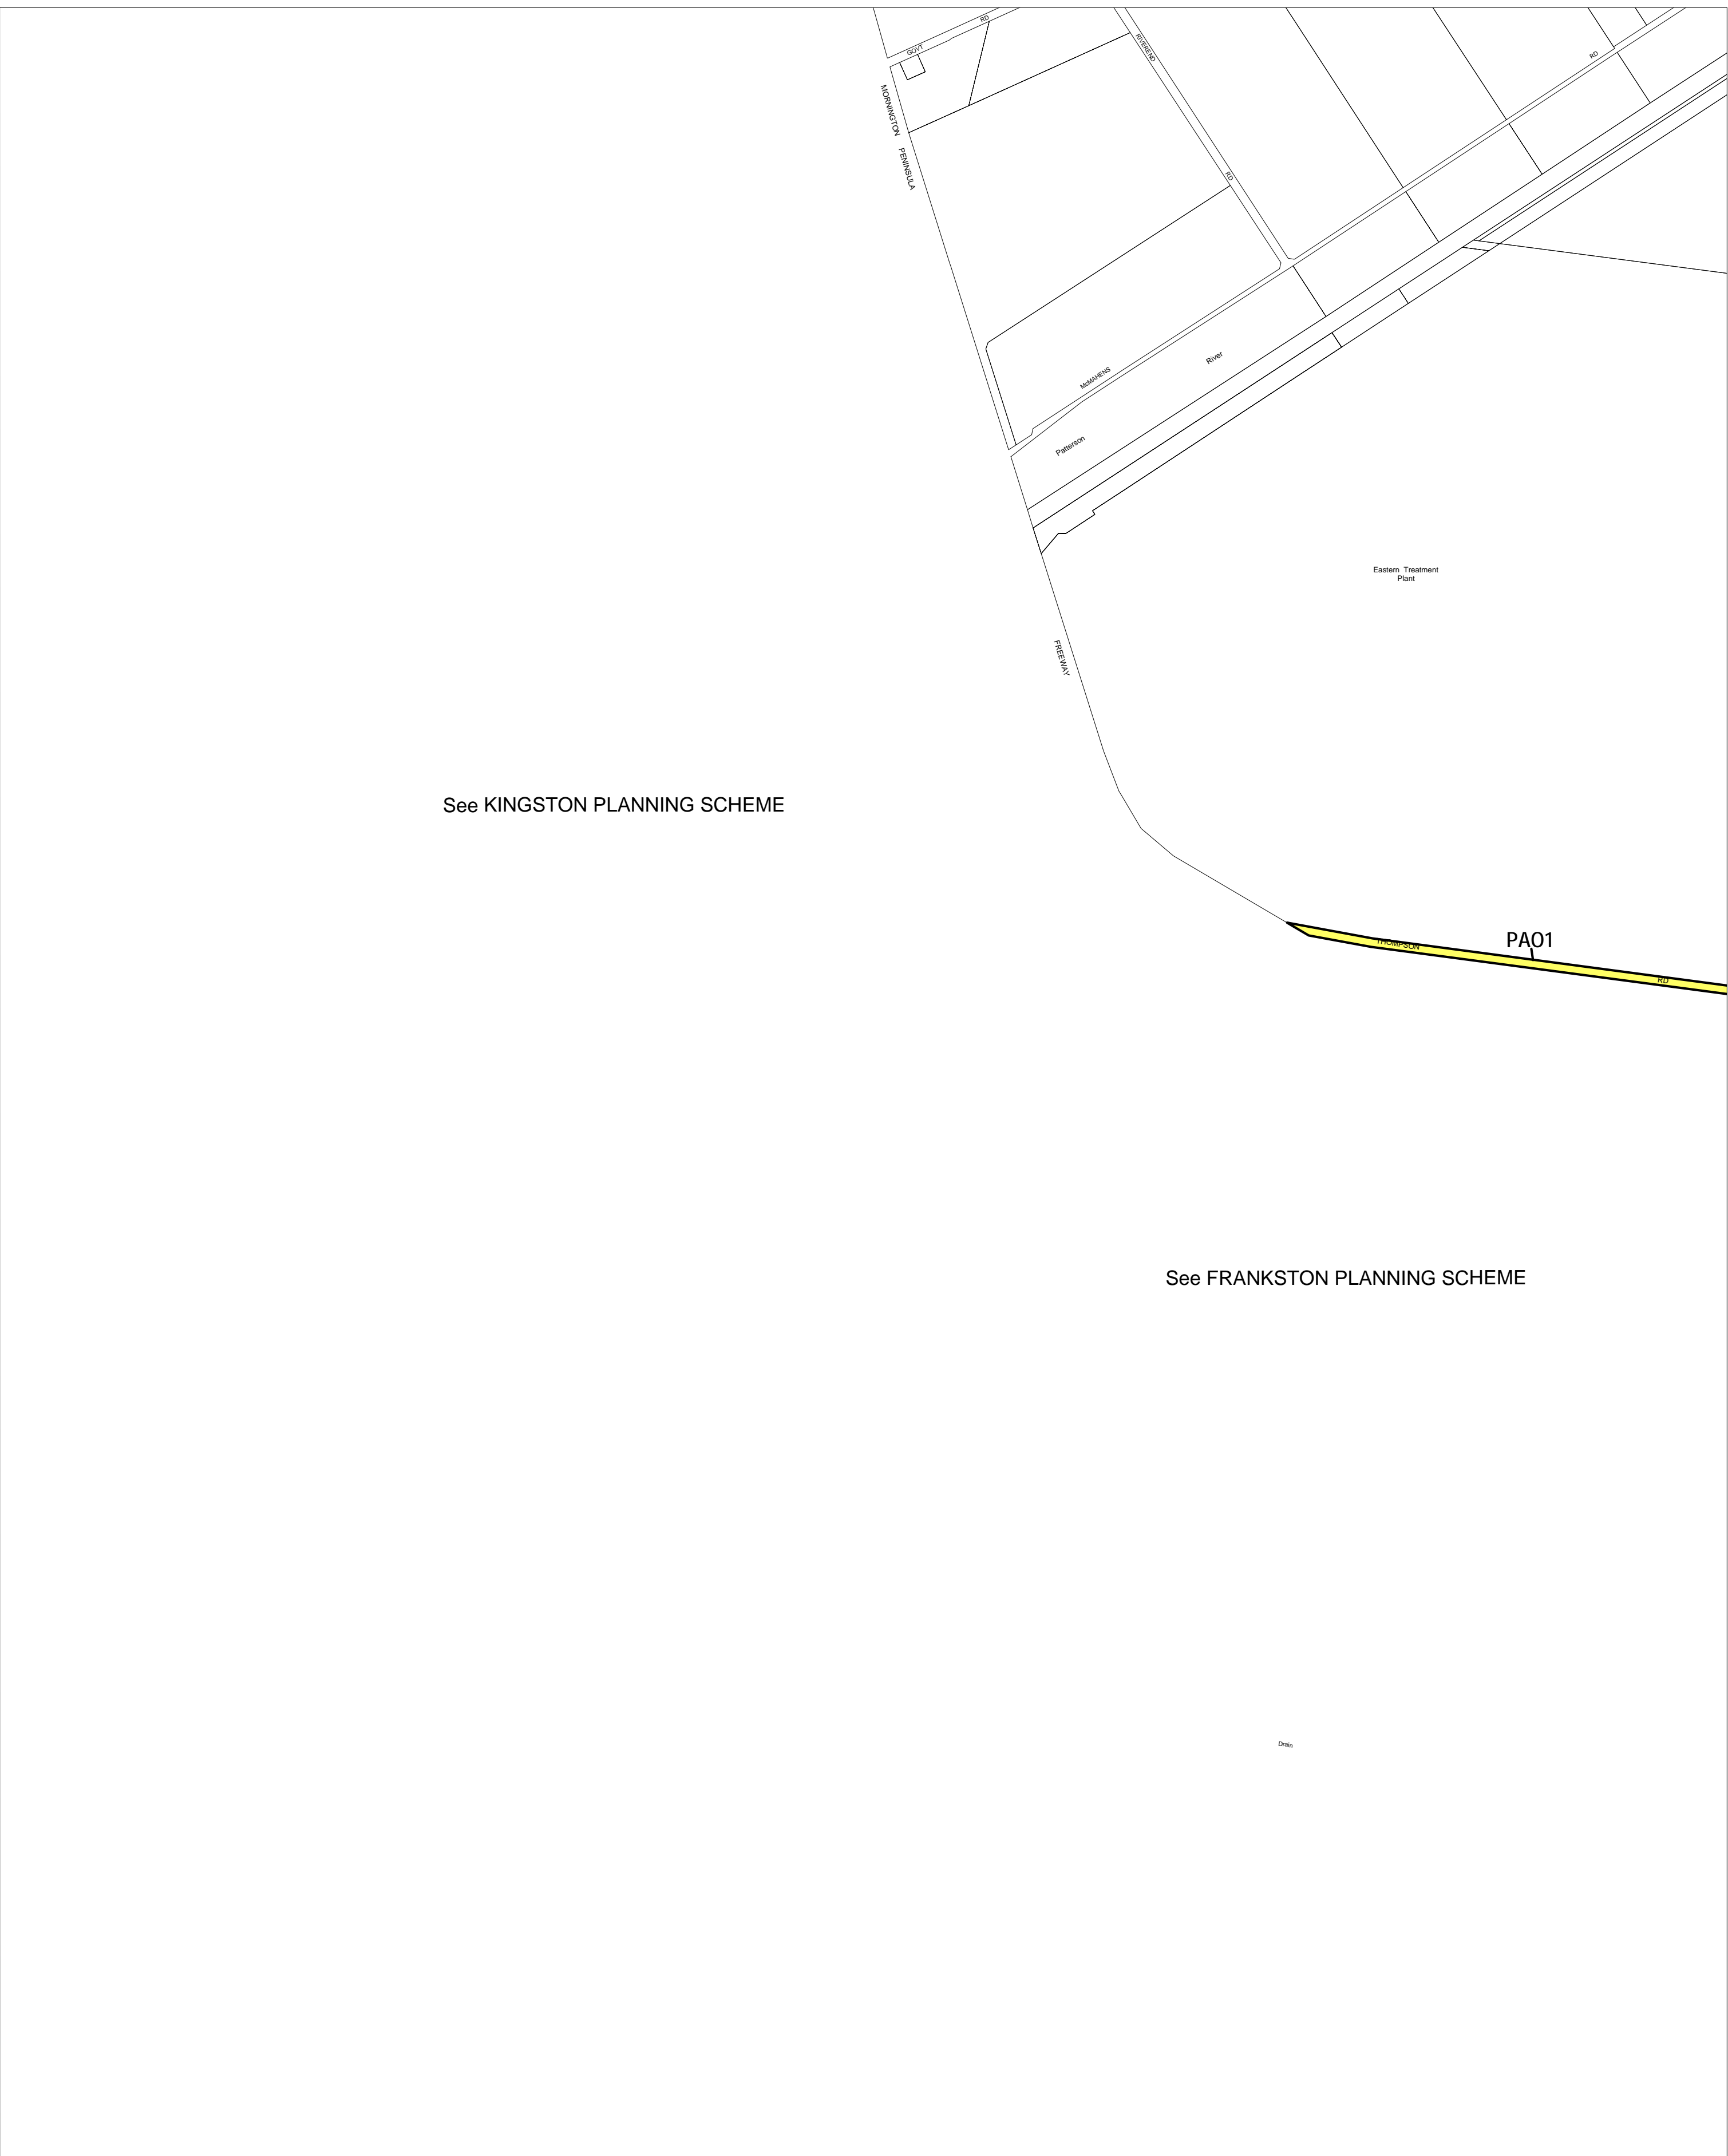 GOVT RD
MORNINGTON PENINSULA
FREEWAY
RIVEREND RD
McMAHENS RD
Patterson River
Eastern Treatment
Plant
See KINGSTON PLANNING SCHEME
PAO1
THOMPSON RD
See FRANKSTON PLANNING SCHEME
Drain